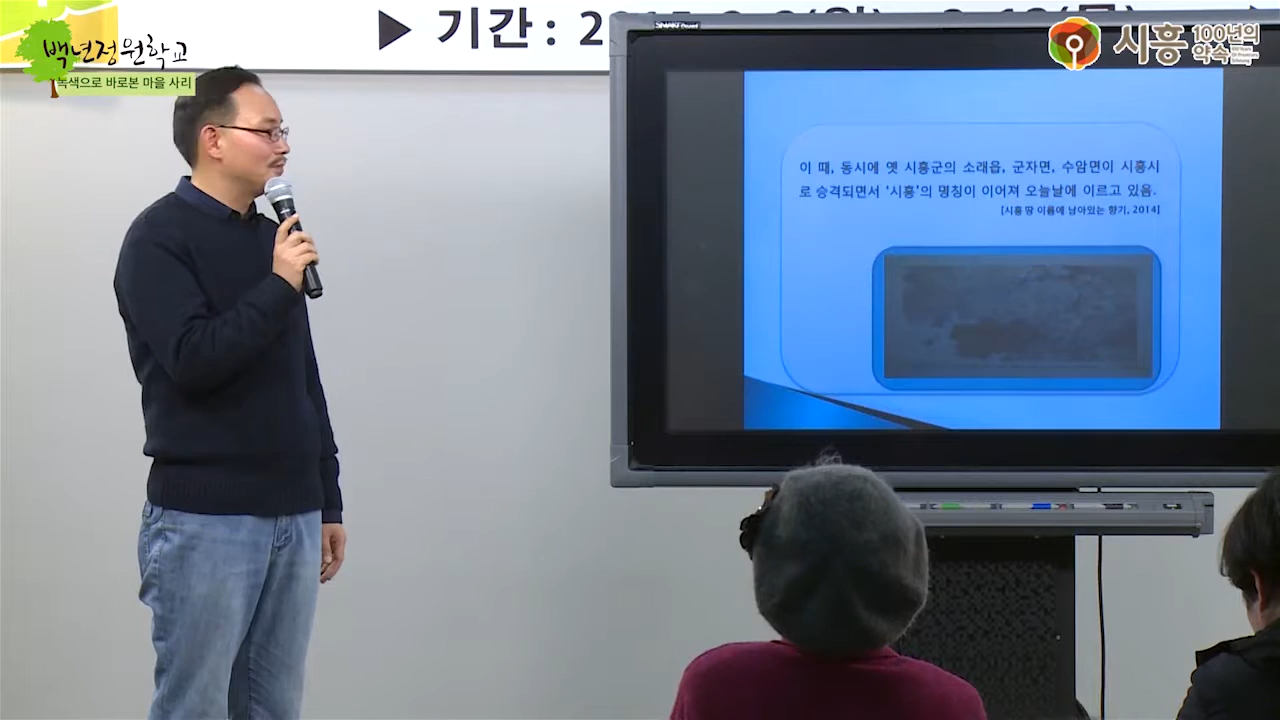 ▶ 기간 : 2
SMART Board
백년정원학교
녹색으로 바로본 마을 사리
시흥 100년의 약속
이 때, 동시에 옛 시흥군의 소래읍, 군자면, 수암면이 시흥시
로 승격되면서 ‘시흥’의 명칭이 이어져 오늘날에 이르고 있음.
[시흥 땅 이름에 남아있는 향기, 2014]